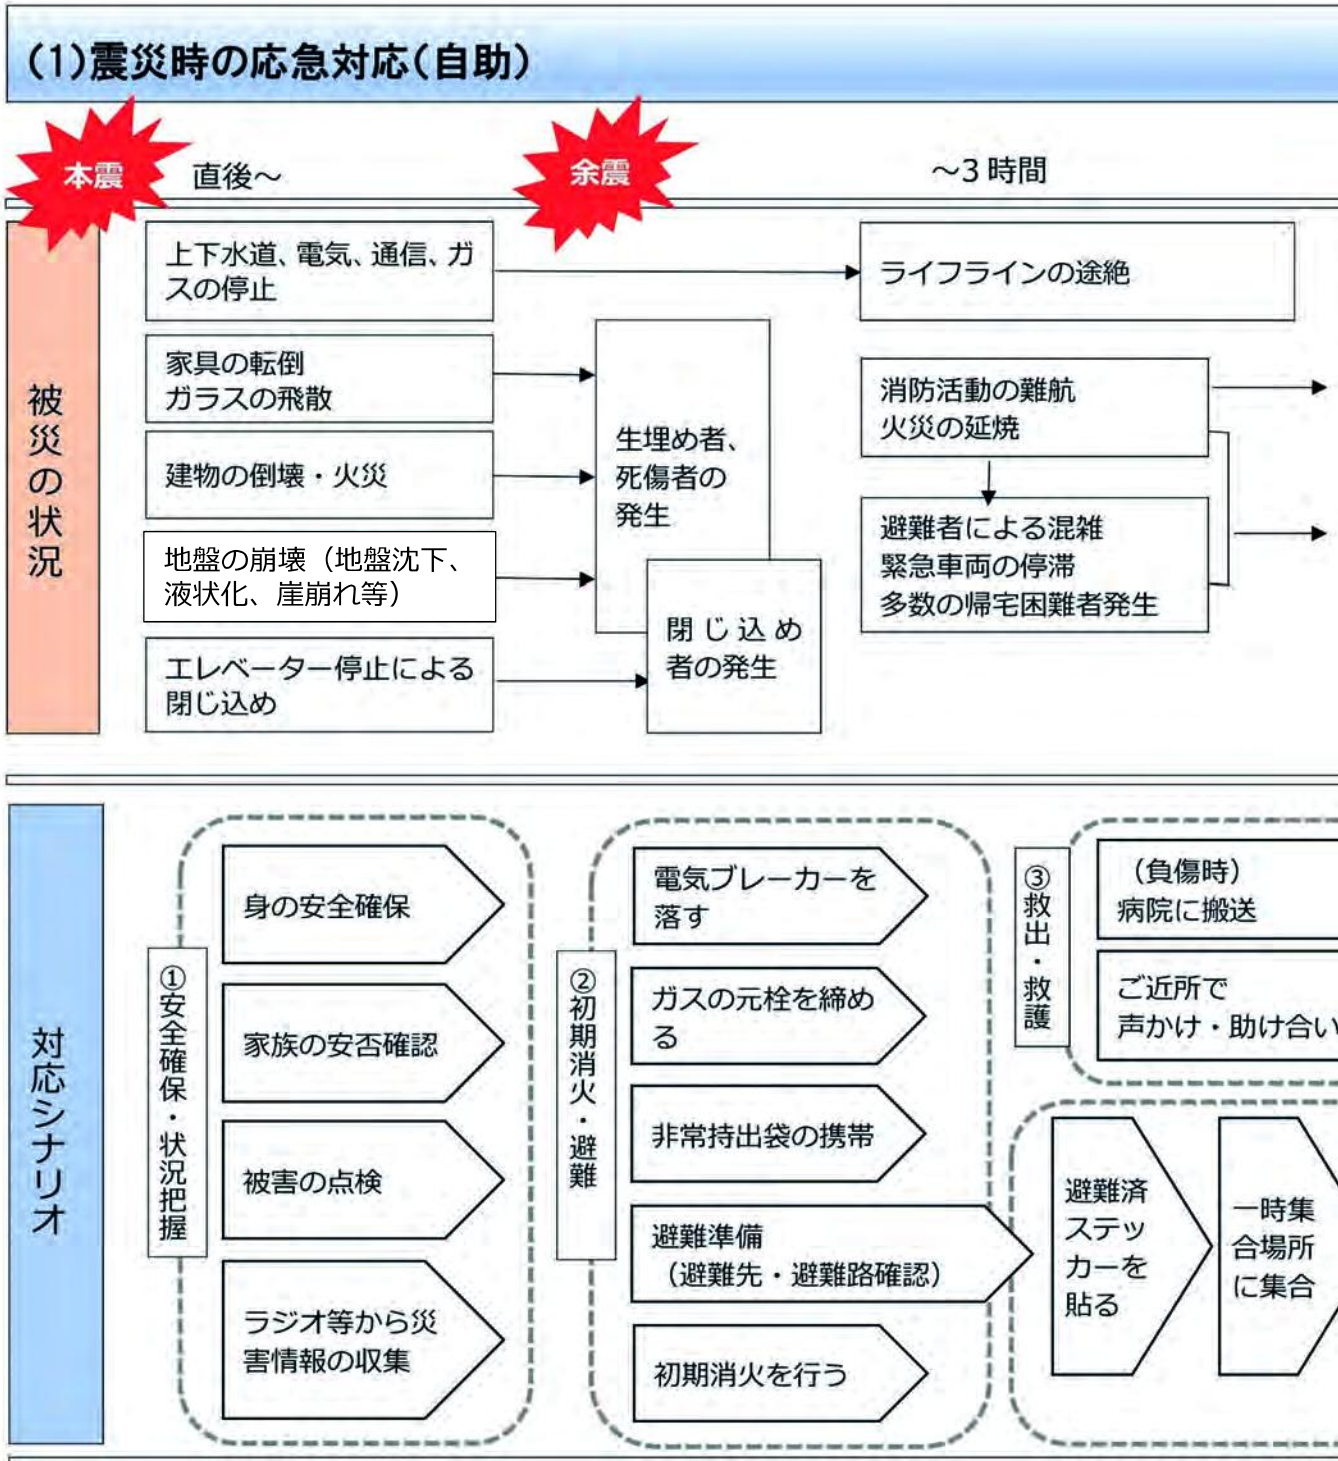 (1)震災時の応急対応(自助)
本震
直後～
余震
～3時間
被災の状況
上下水道、電気、通信、ガ
スの停止
家具の転倒
ガラスの飛散
建物の倒壊・火災
地盤の崩壊（地盤沈下、
液状化、崖崩れ等）
エレベーター停止による
閉じ込め
生埋め者、
死傷者の
発生
閉じ込め
者の発生
ライフラインの途絶
消防活動の難航
火災の延焼
避難者による混雑
緊急車両の停滞
多数の帰宅困難者発生
対応シナリオ
①安全確保・状況把握
身の安全確保
家族の安否確認
被害の点検
ラジオ等から災
害情報の収集
②初期消火・避難
電気ブレーカーを
落す
ガスの元栓を締め
る
非常持出袋の携帯
避難準備
（避難先・避難路確認）
初期消火を行う
③救出・救護
（負傷時）
病院に搬送
ご近所で
声かけ・助け合い
避難済
ステッ
カーを
貼る
一時集
合場所
に集合